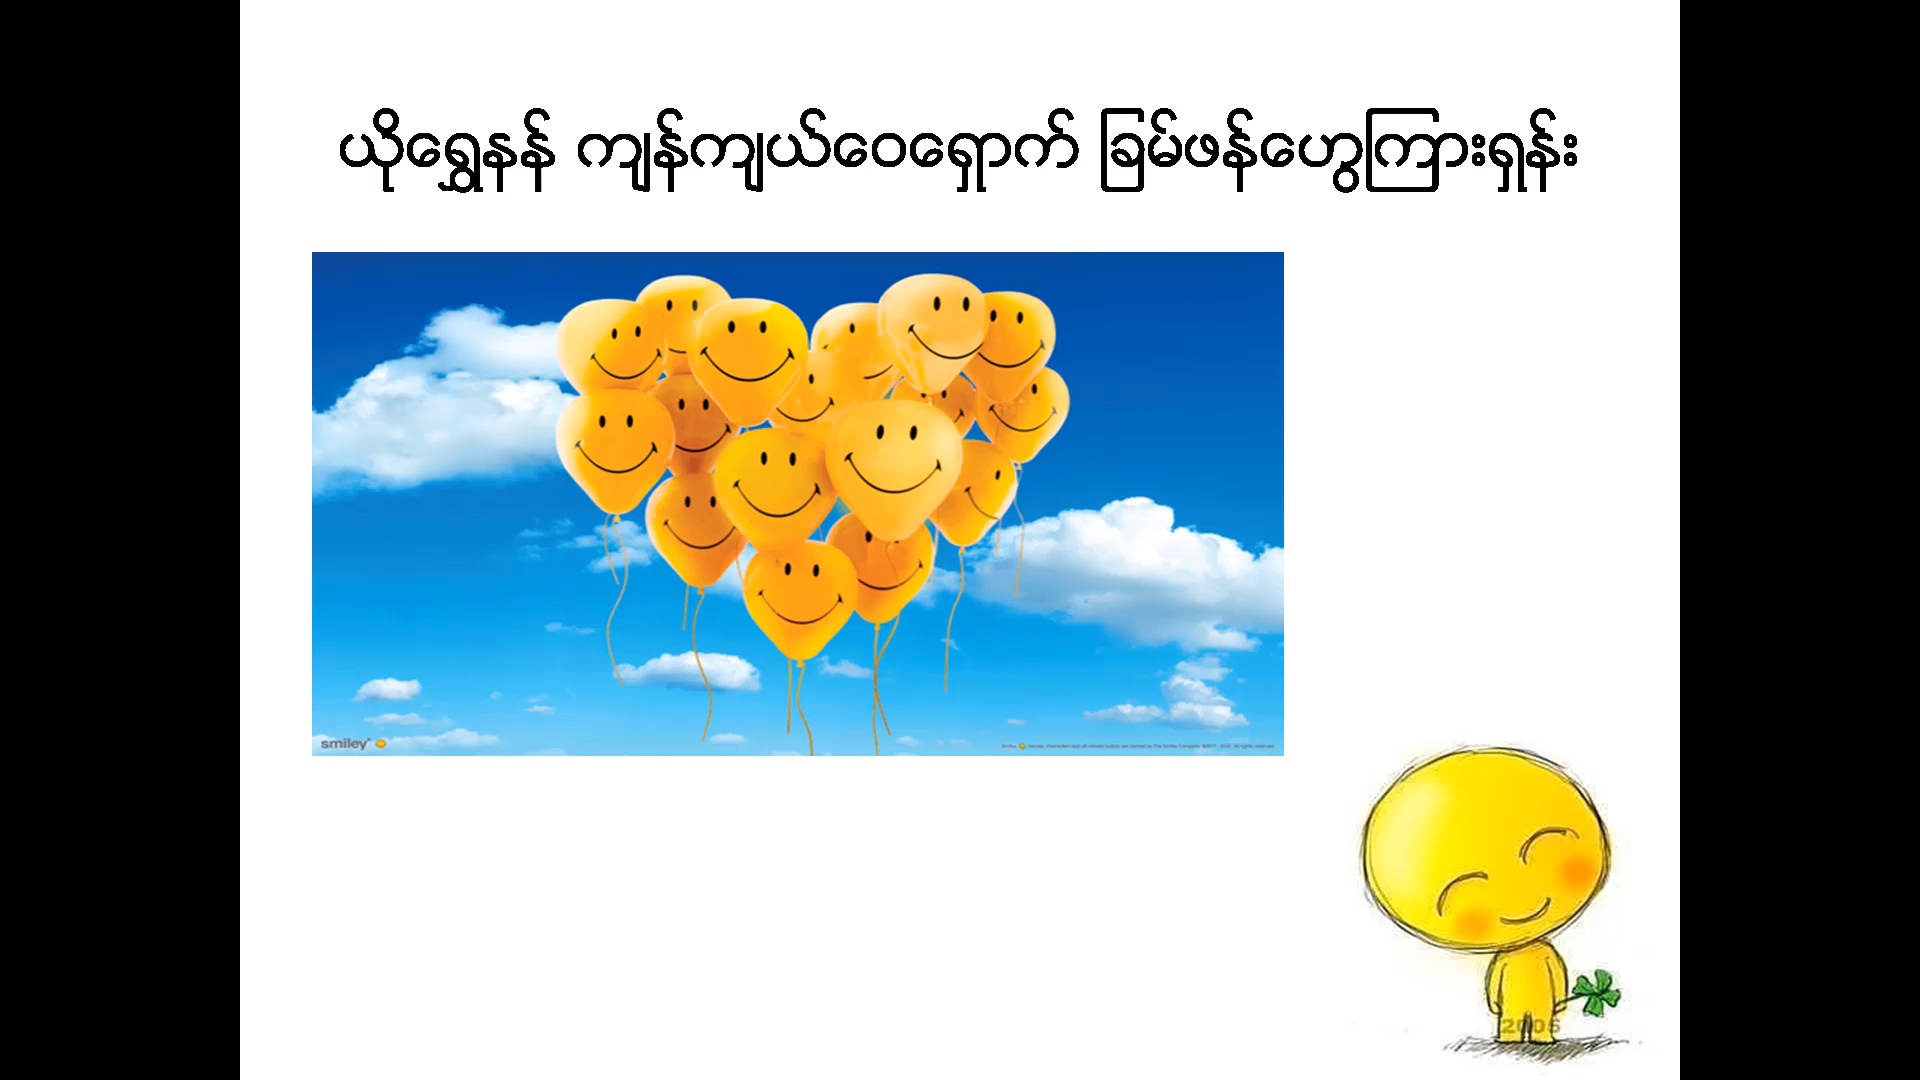 ယိုရွှေနန် ကျန်ကျယ်ဝေရှောက် ခြမ်ဖန်ဟွေကြားရှန်း
smiley
2006